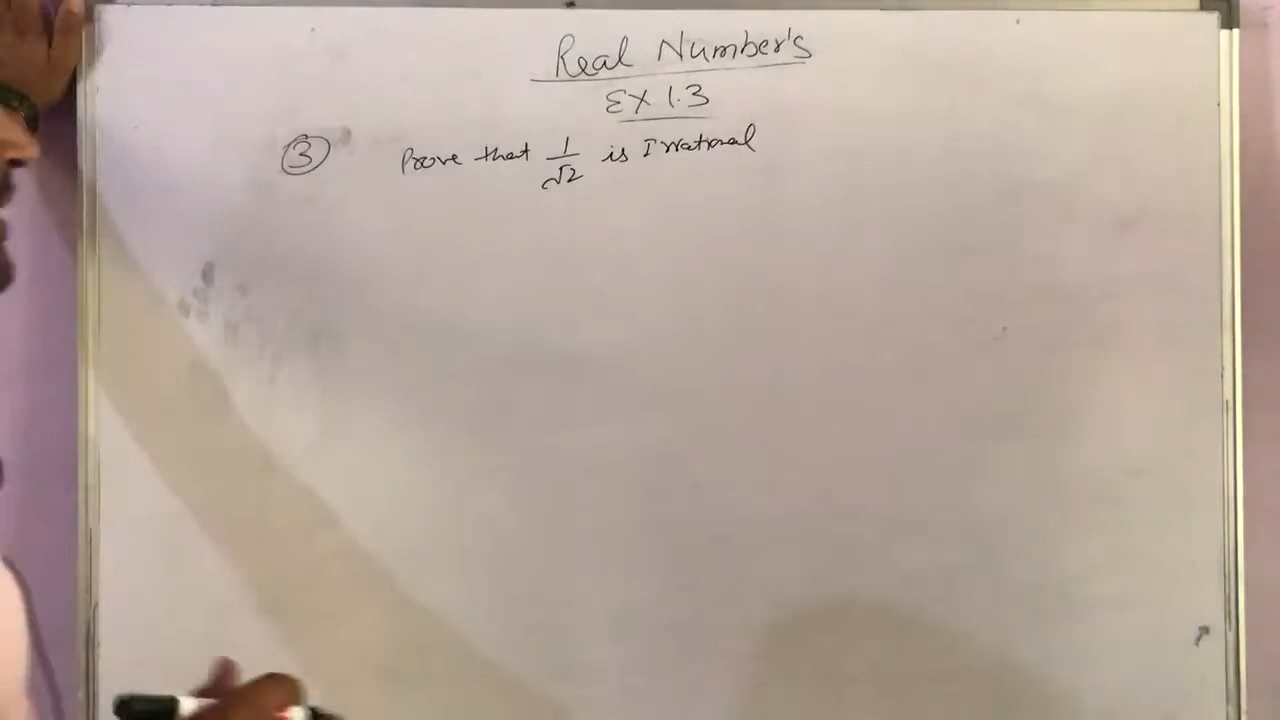 Real Number's
Ex 1.3
③ Prove that 1/√2 is Irrational